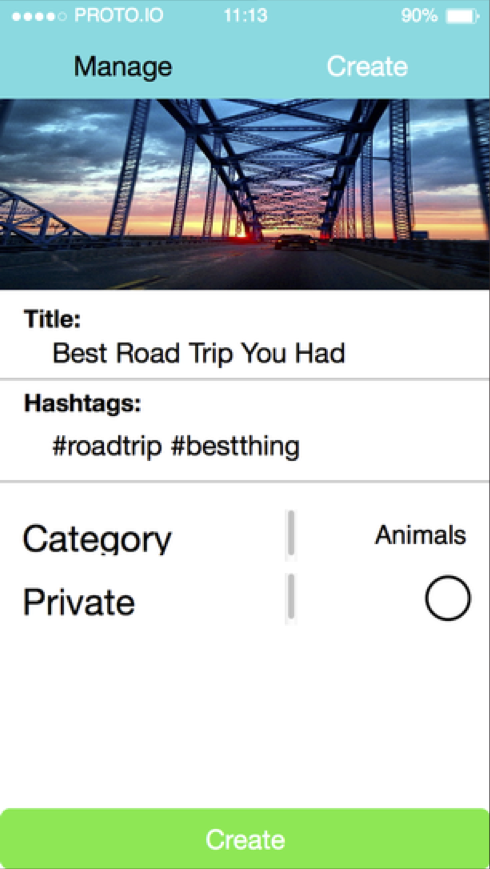 PROTO.IO 11:13 90%
Manage Create
Title:
Best Road Trip You Had
Hashtags:
#roadtrip #bestthing
Category Animals
Private
Create